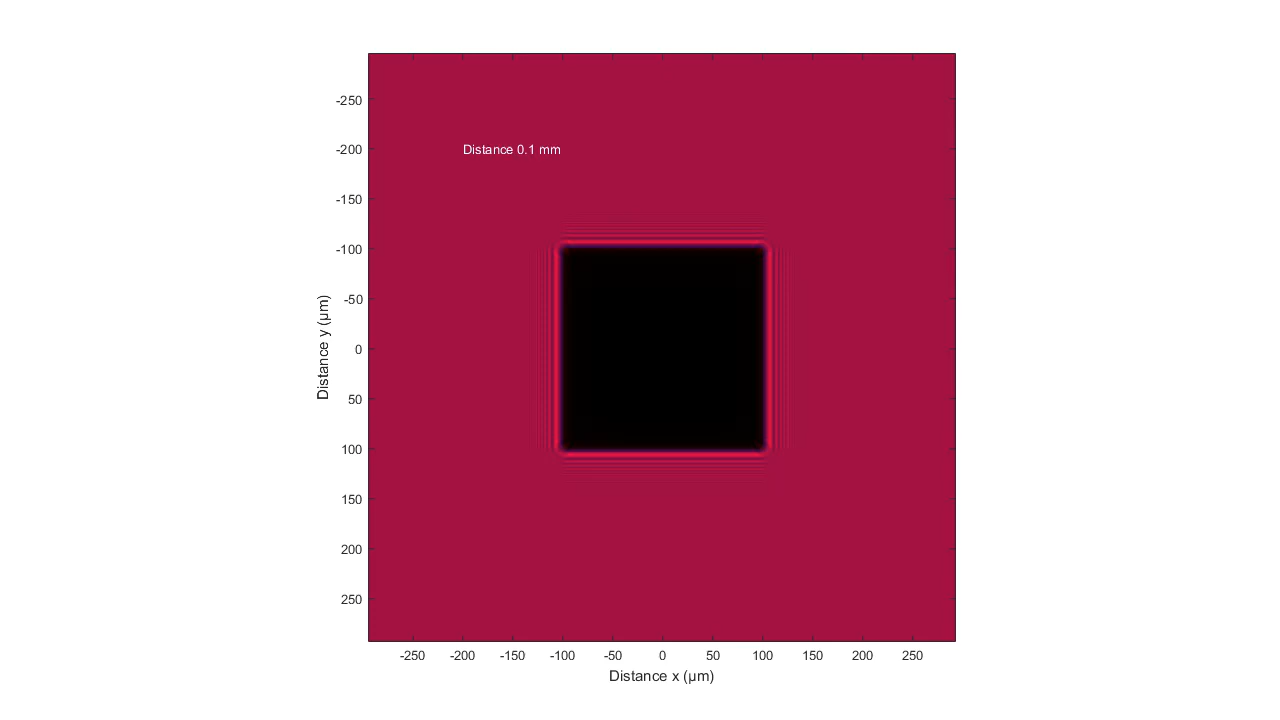 -250
-200
-150
-100
-50
0
50
100
150
200
250
Distance y (µm)
Distance 0.1 mm
-250 -200 -150 -100 -50 0 50 100 150 200 250
Distance x (µm)